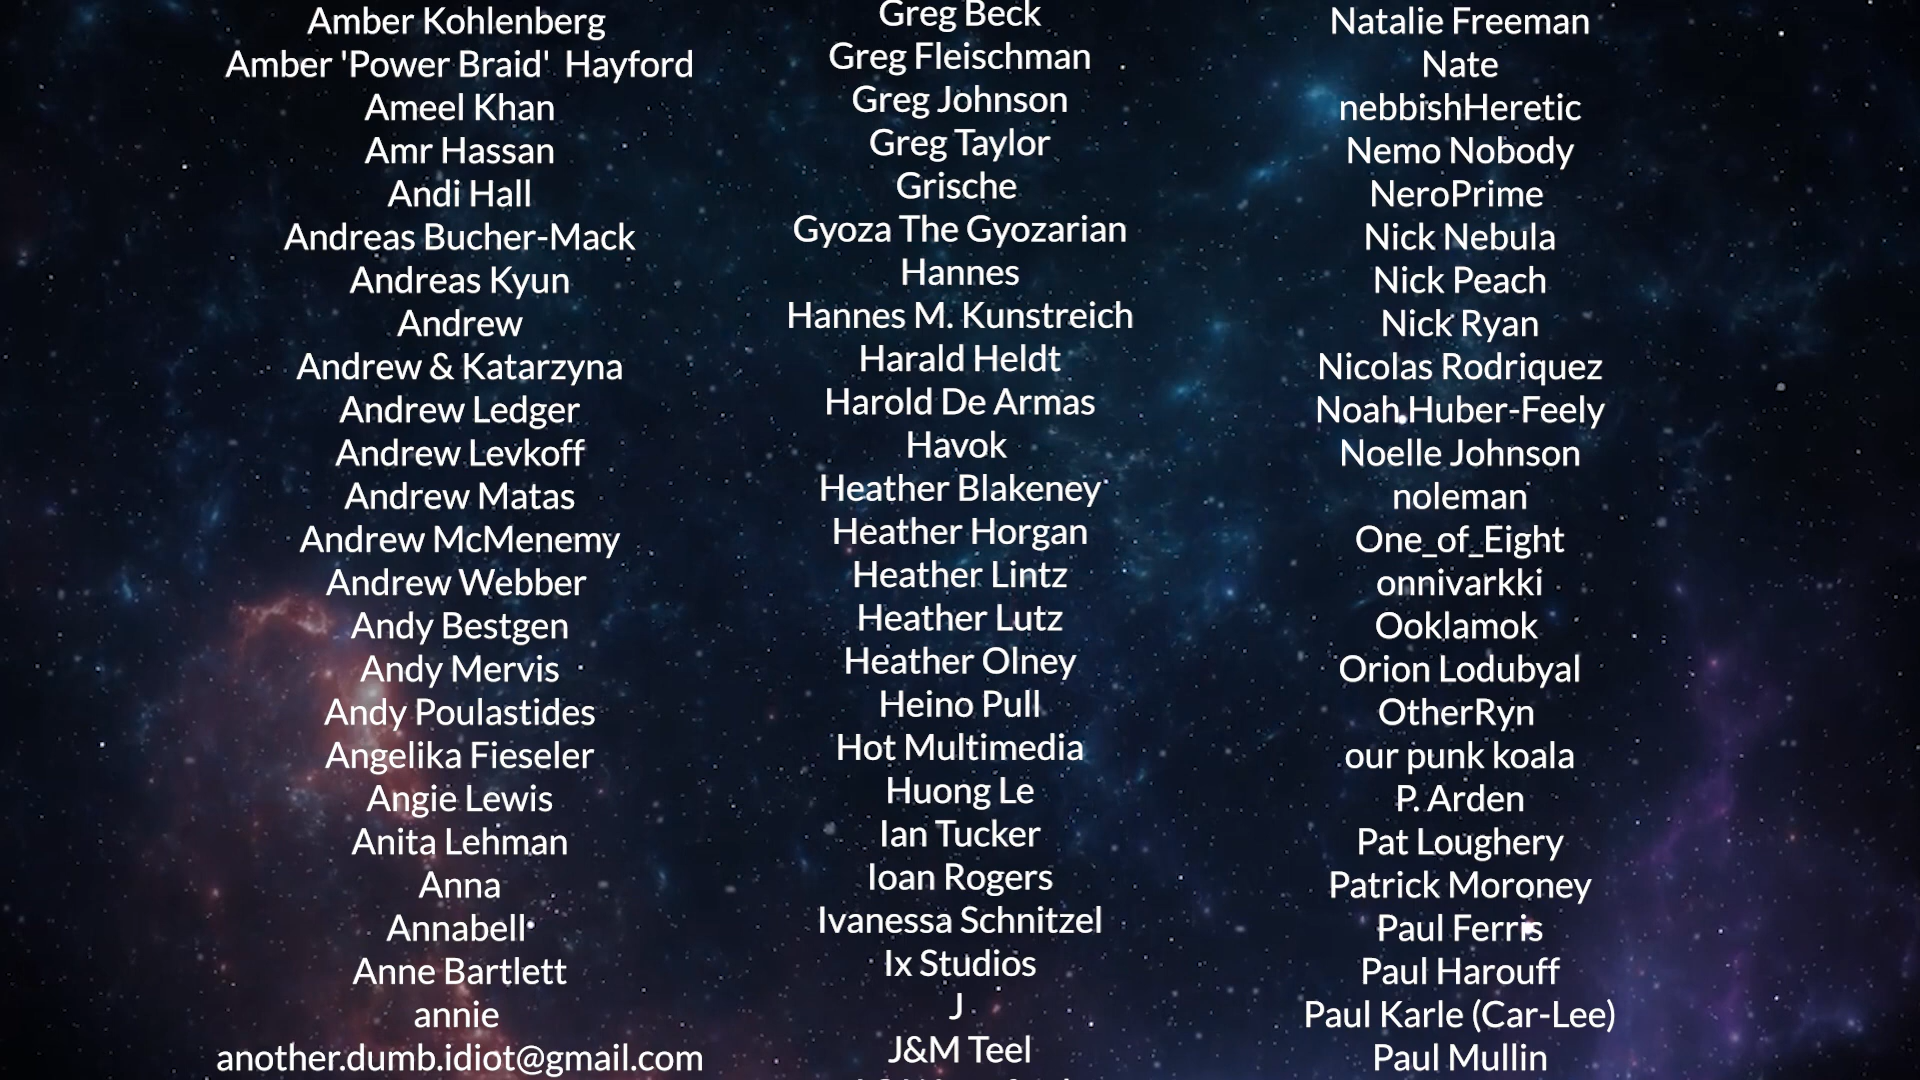 Amber Kohlenberg
Amber 'Power Braid'  Hayford
Ameel Khan
Amr Hassan
Andi Hall
Andreas Bucher-Mack
Andreas Kyun
Andrew
Andrew & Katarzyna
Andrew Ledger
Andrew Levkoff
Andrew Matas
Andrew McMenemy
Andrew Webber
Andy Bestgen
Andy Mervis
Andy Poulastides
Angelika Fieseler
Angie Lewis
Anita Lehman
Anna
Annabell
Anne Bartlett
annie
another.dumb.idiot@gmail.com
Greg Beck
Greg Fleischman
Greg Johnson
Greg Taylor
Grische
Gyoza The Gyozarian
Hannes
Hannes M. Kunstreich
Harald Heldt
Harold De Armas
Havok
Heather Blakeney
Heather Horgan
Heather Lintz
Heather Lutz
Heather Olney
Heino Pull
Hot Multimedia
Huong Le
Ian Tucker
Ioan Rogers
Ivanessa Schnitzel
Ix Studios
J
J&M Teel
Natalie Freeman
Nate
nebbishHeretic
Nemo Nobody
NeroPrime
Nick Nebula
Nick Peach
Nick Ryan
Nicolas Rodriquez
Noah Huber-Feely
Noelle Johnson
noleman
One_of_Eight
onnivarkki
Ooklamok
Orion Lodubyal
OtherRyn
our punk koala
P. Arden
Pat Loughery
Patrick Moroney
Paul Ferris
Paul Harouff
Paul Karle (Car-Lee)
Paul Mullin